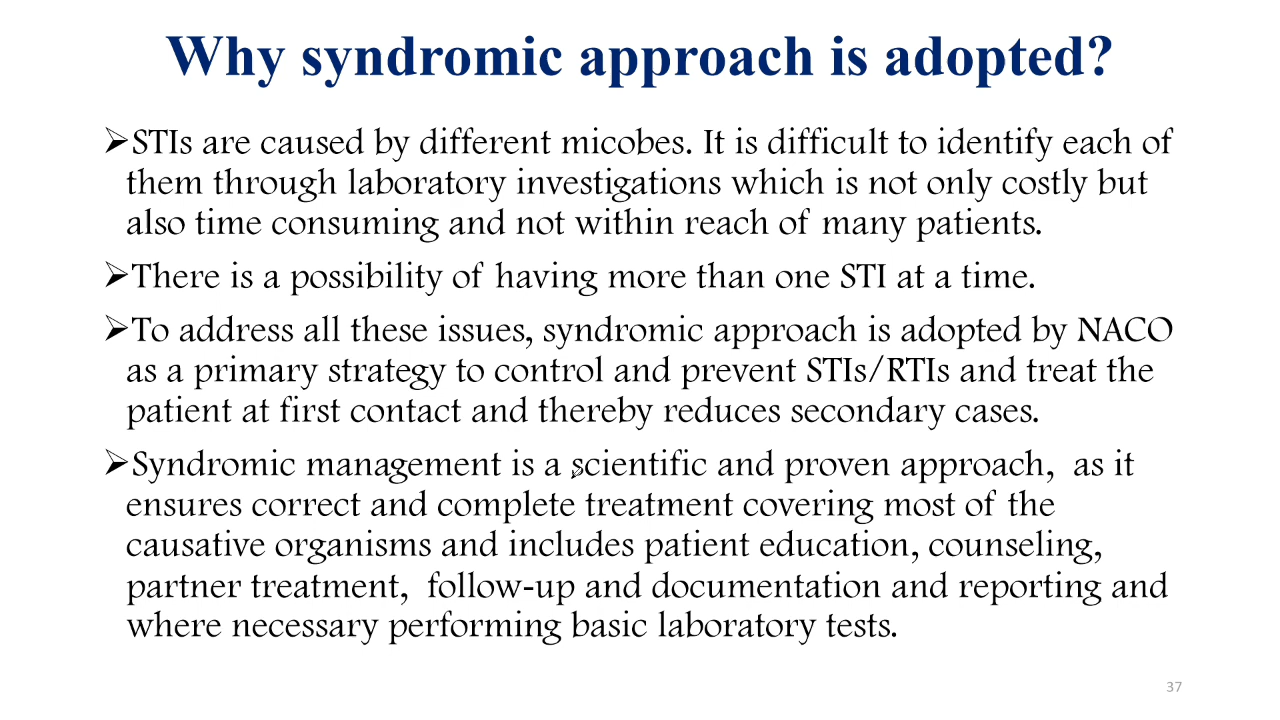 Why syndromic approach is adopted?
➢STIs are caused by different micobes. It is difficult to identify each of
them through laboratory investigations which is not only costly but
also time consuming and not within reach of many patients.
➢There is a possibility of having more than one STI at a time.
➢To address all these issues, syndromic approach is adopted by NACO
as a primary strategy to control and prevent STIs/RTIs and treat the
patient at first contact and thereby reduces secondary cases.
➢Syndromic management is a scientific and proven approach,  as it
ensures correct and complete treatment covering most of the
causative organisms and includes patient education, counseling,
partner treatment,  follow-up and documentation and reporting and
where necessary performing basic laboratory tests.
37